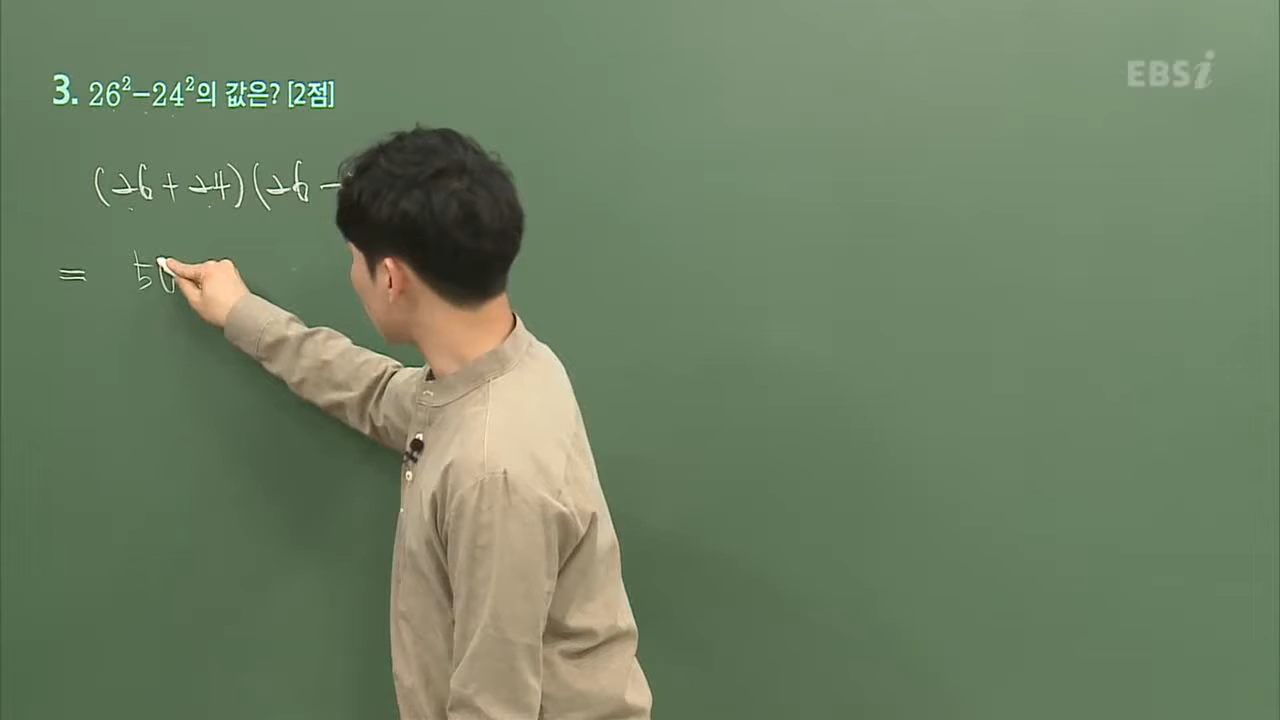 EBSi
3. 26²-24²의 값은? [2점]
(26+24)(26-
= 50